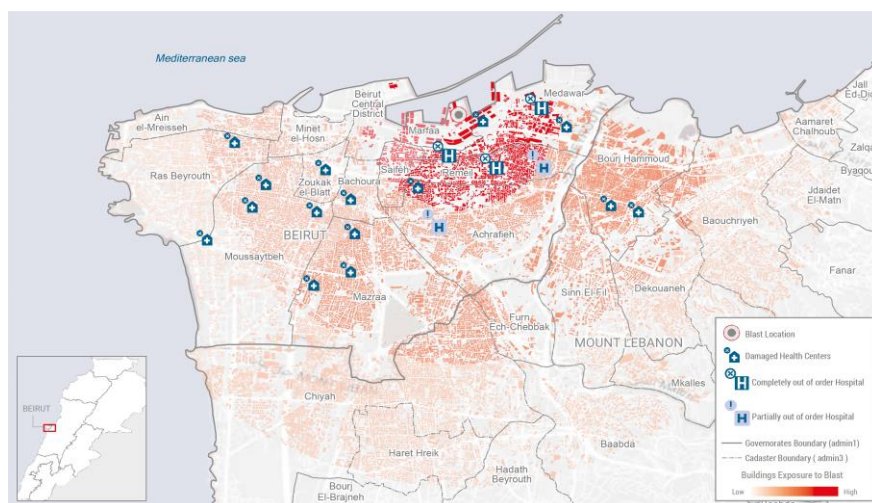 Mediterranean sea
Ain
el-Mreisseh
Minet
el-Hosn
Beirut
Central
District
Marfaa
Medawar
Jall
Ed-Di
Aamaret
Chalhoub
Zalqa
Byaqou
Ras Beyrouth
Zoukak
el-Blatt
Bachoura
Saifeh
Remeil
Bourj Hammoud
Jdaidet
El-Matn
Baouchriyeh
BEIRUT
Moussaytbeh
Achrafieh
Fanar
Mazraa
Sinn El-Fil
Dekouaneh
Furn
Ech-Chebbak
MOUNT LEBANON
Mkalles
Chiyah
Haret Hreik
Baabda
Hadath
Beyrouth
Bourj
El-Brajneh
BEIRUT
Blast Location
Damaged Health Centers
H Completely out of order Hospital
! H Partially out of order Hospital
Governorates Boundary (admin1)
Cadaster Boundary ( admin3 )
Buildings Exposure to Blast
Low High